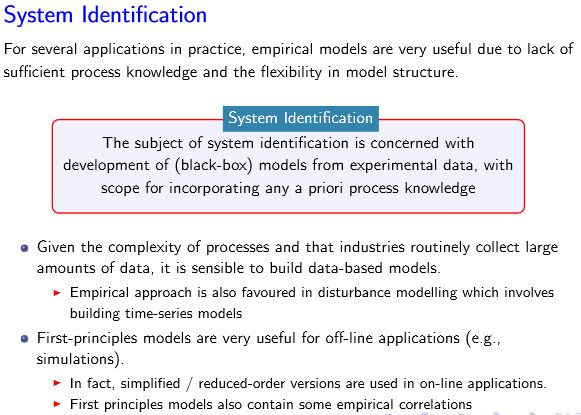 System Identification
For several applications in practice, empirical models are very useful due to lack of
sufficient process knowledge and the flexibility in model structure.
System Identification
The subject of system identification is concerned with
development of (black-box) models from experimental data, with
scope for incorporating any a priori process knowledge
Given the complexity of processes and that industries routinely collect large
amounts of data, it is sensible to build data-based models.
Empirical approach is also favoured in disturbance modelling which involves
building time-series models
First-principles models are very useful for off-line applications (e.g.,
simulations).
In fact, simplified / reduced-order versions are used in on-line applications.
First principles models also contain some empirical correlations